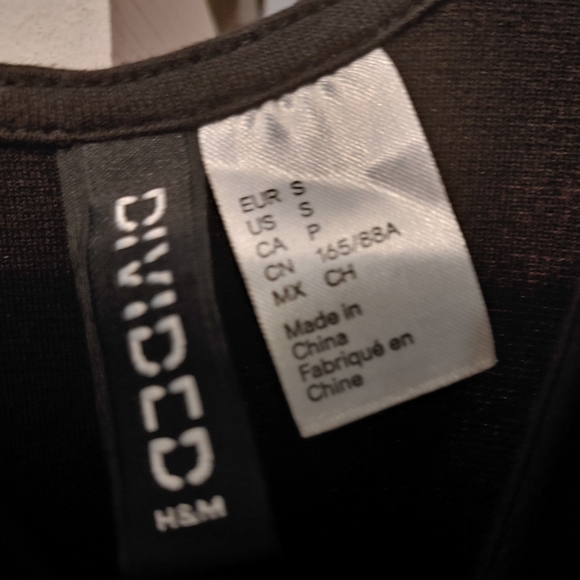 DIVIDED
H&M
EUR S
US S
CA P
CN 165/88A
MX CH
Made in
China
Fabriqué en
Chine